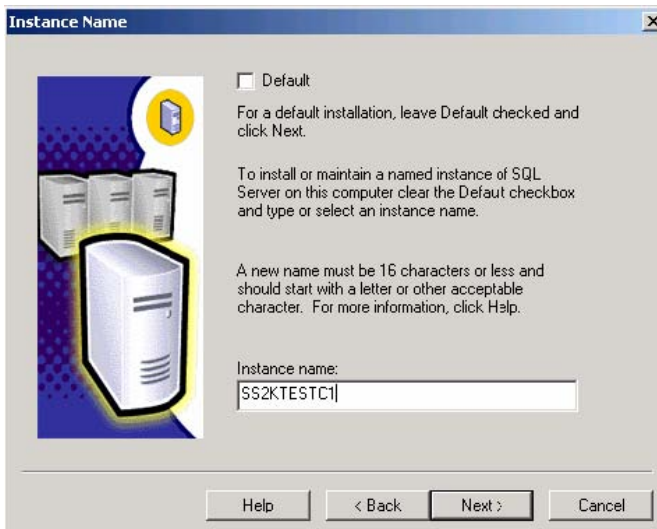 Instance Name
Default
For a default installation, leave Default checked and
click Next.
To install or maintain a named instance of SQL
Server on this computer clear the Default checkbox
and type or select an instance name.
A new name must be 16 characters or less and
should start with a letter or other acceptable
character. For more information, click Help.
Instance name:
SS2KTESTC1
Help
< Back
Next >
Cancel